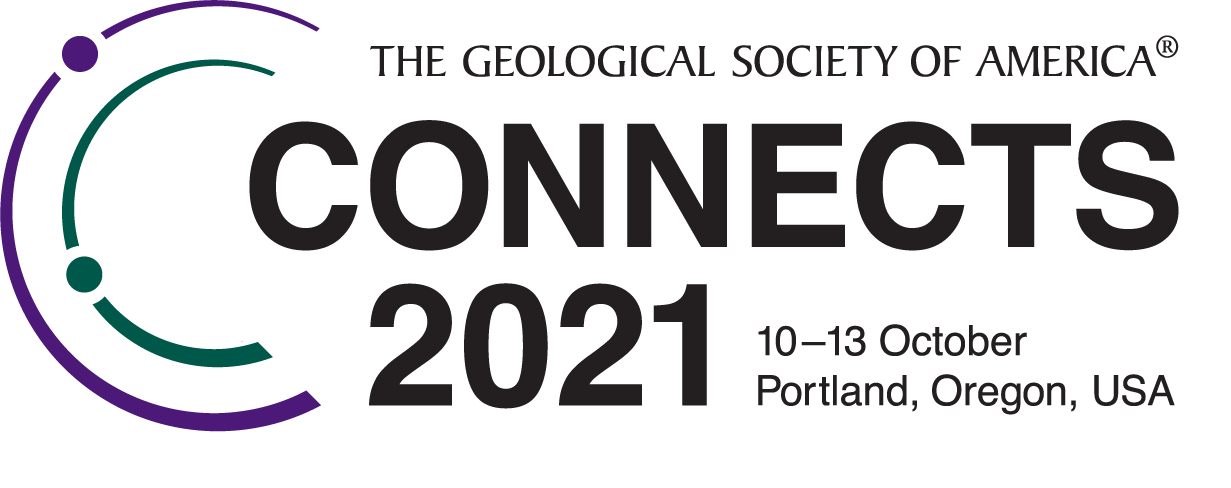 THE GEOLOGICAL SOCIETY OF AMERICA®
CONNECTS
2021
10–13 October
Portland, Oregon, USA